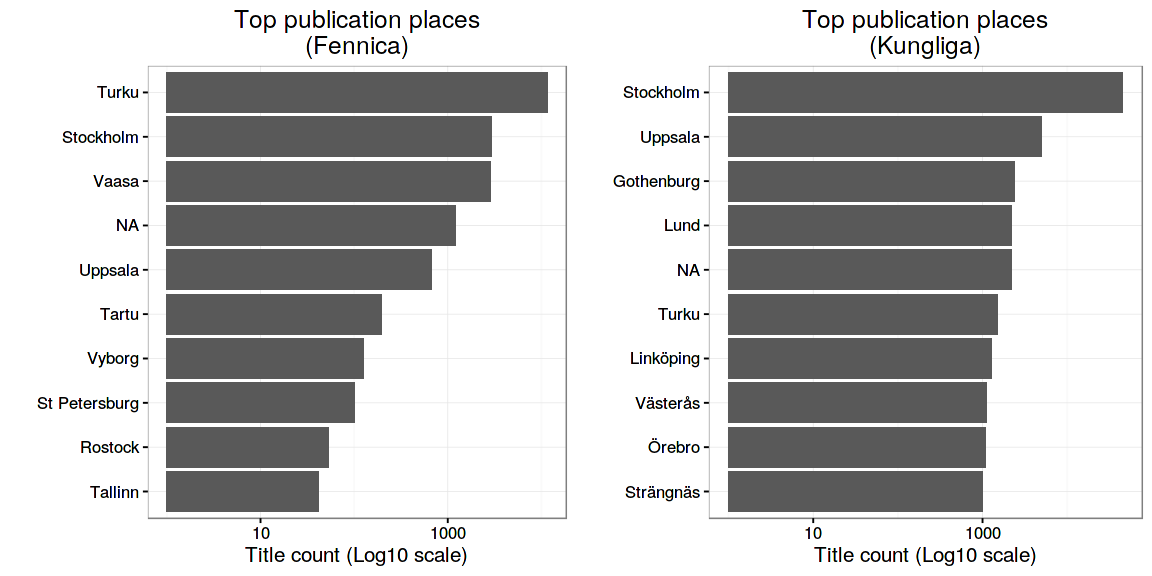 Top publication places
(Fennica)
Turku
Stockholm
Vaasa
NA
Uppsala
Tartu
Vyborg
St Petersburg
Rostock
Tallinn
10
1000
Title count (Log10 scale)
Top publication places
(Kungliga)
Stockholm
Uppsala
Gothenburg
Lund
NA
Turku
Linköping
Västerås
Örebro
Strängnäs
10
1000
Title count (Log10 scale)